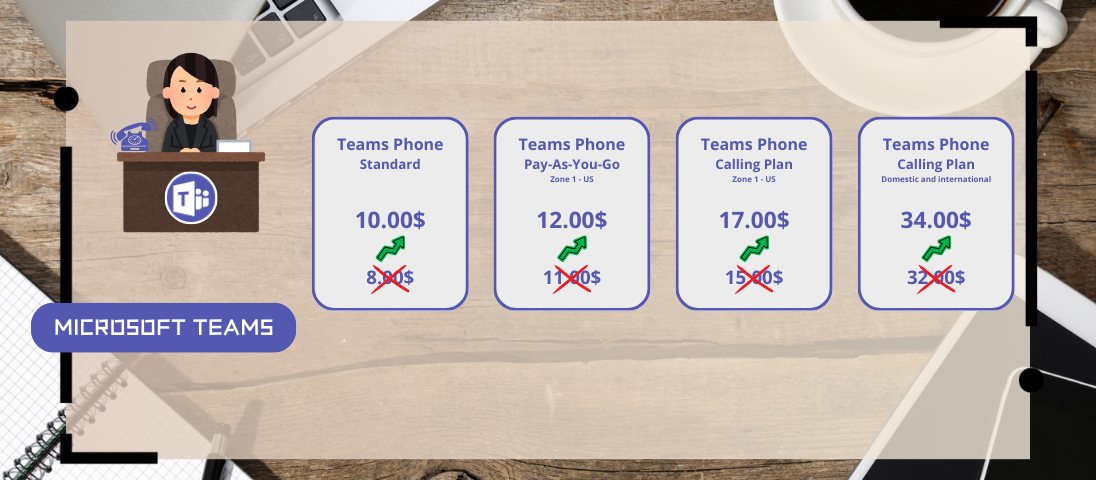 Teams Phone
Standard
10.00$
8.00$
Teams Phone
Pay-As-You-Go
Zone 1 - US
12.00$
11.00$
Teams Phone
Calling Plan
Zone 1 - US
17.00$
15.00$
Teams Phone
Calling Plan
Domestic and international
34.00$
32.00$
T
MICROSOFT TEAMS